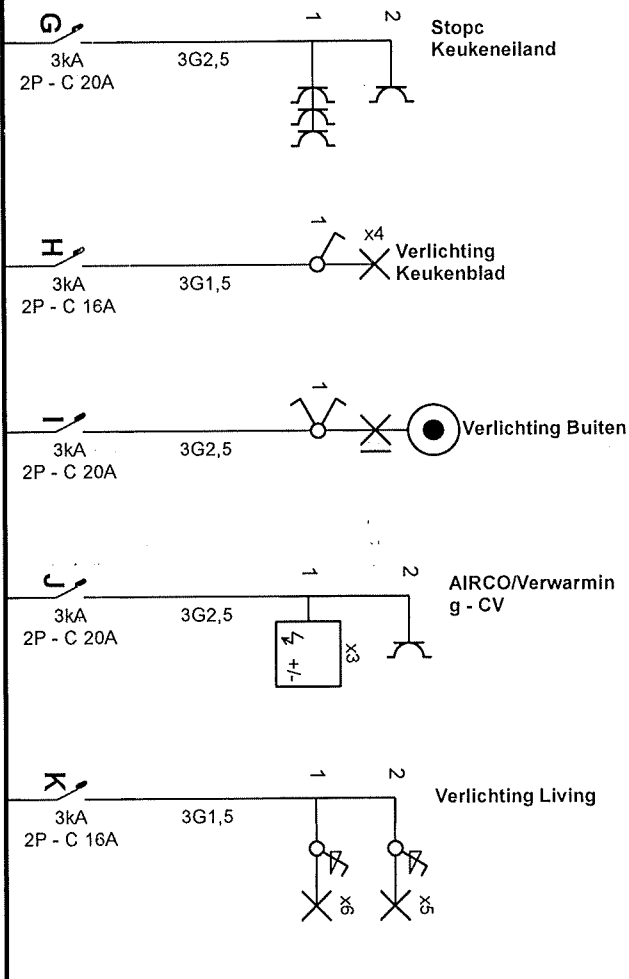 G
1
2
Stopc
Keukeneiland
3kA
3G2,5
2P - C 20A
H
1
x4
Verlichting
Keukenblad
3kA
3G1,5
2P - C 16A
I
1
Verlichting Buiten
3kA
3G2,5
2P - C 20A
J
1
2
AIRCO/Verwarmin
g - CV
3kA
3G2,5
2P - C 20A
+/-
x3
K
1
2
Verlichting Living
3kA
3G1,5
2P - C 16A
x6
x5